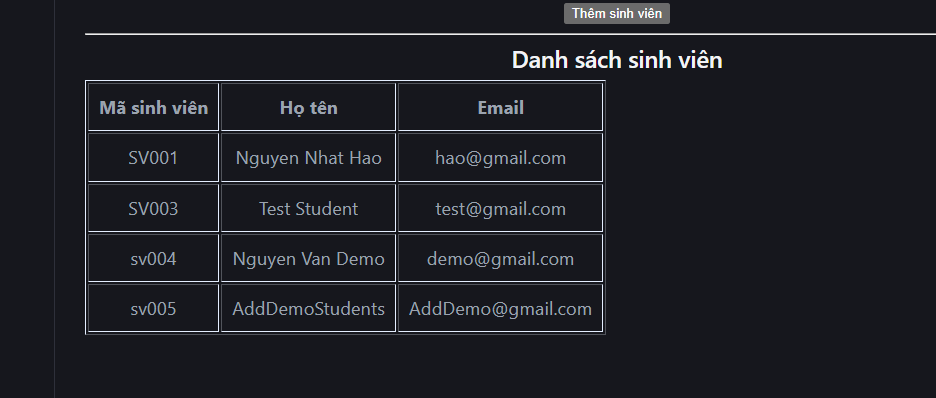 Thêm sinh viên
Danh sách sinh viên
Mã sinh viên Họ tên Email
SV001 Nguyen Nhat Hao hao@gmail.com
SV003 Test Student test@gmail.com
sv004 Nguyen Van Demo demo@gmail.com
sv005 AddDemoStudents AddDemo@gmail.com